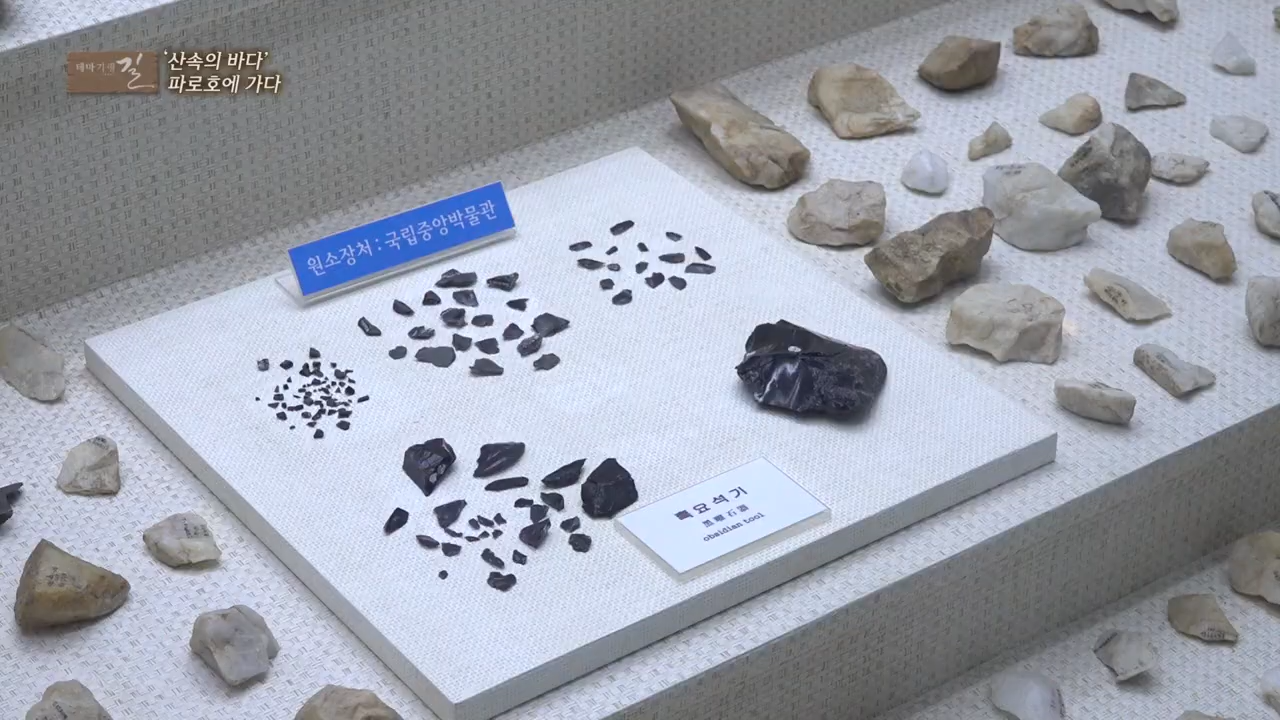 테마기행 길
'산속의 바다'
파로호에 가다
원소장처 : 국립중앙박물관
흑요석기
黑曜石器
obsidian tool